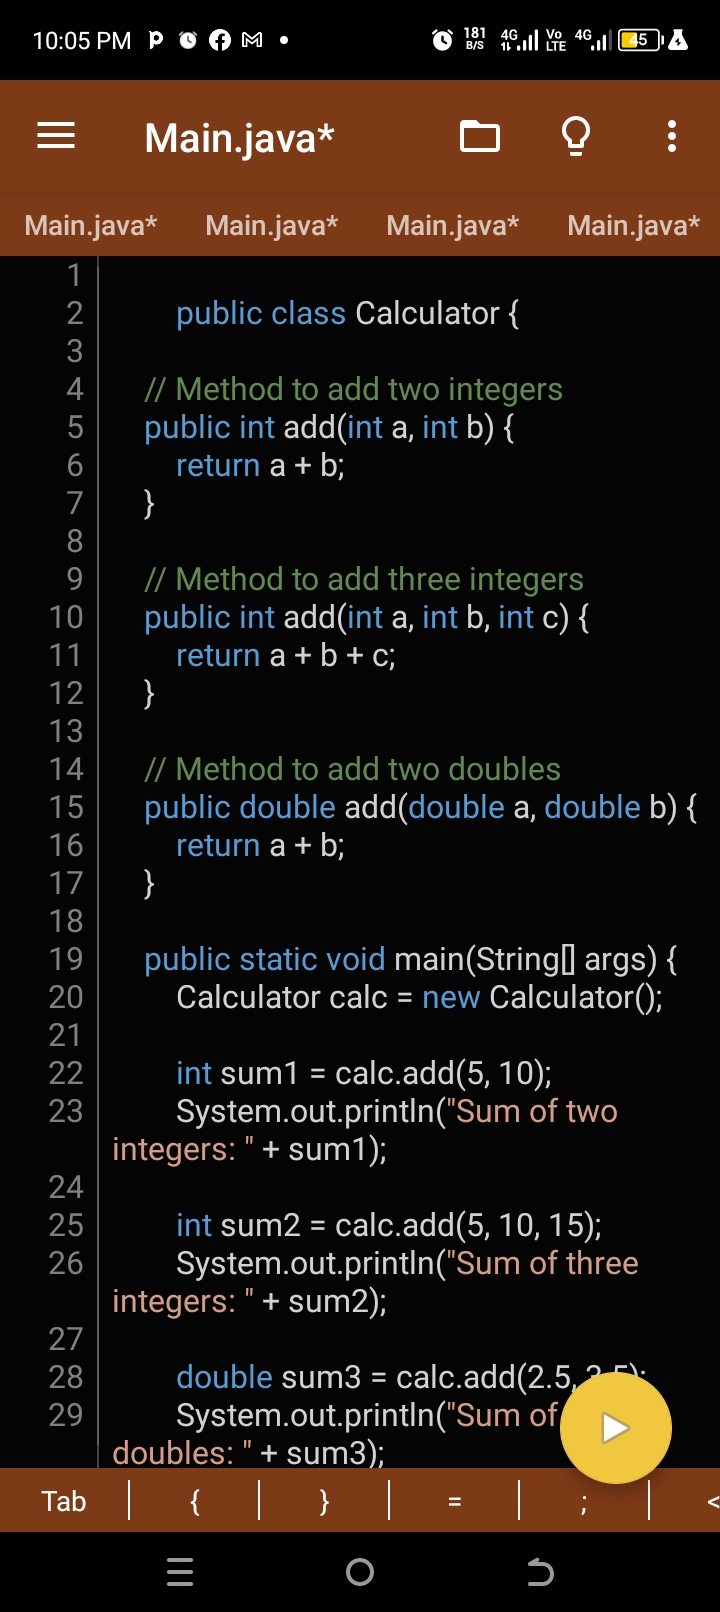 10:05 PM 181 B/S 4G Vo LTE 4G 45
Main.java*
Main.java* Main.java* Main.java* Main.java*
1
2 public class Calculator {
3
4 // Method to add two integers
5 public int add(int a, int b) {
6 return a + b;
7 }
8
9 // Method to add three integers
10 public int add(int a, int b, int c) {
11 return a + b + c;
12 }
13
14 // Method to add two doubles
15 public double add(double a, double b) {
16 return a + b;
17 }
18
19 public static void main(String[] args) {
20 Calculator calc = new Calculator();
21
22 int sum1 = calc.add(5, 10);
23 System.out.println("Sum of two
integers: " + sum1);
24
25 int sum2 = calc.add(5, 10, 15);
26 System.out.println("Sum of three
integers: " + sum2);
27
28 double sum3 = calc.add(2.5, 3.5);
29 System.out.println("Sum of
doubles: " + sum3);
Tab { } = ; <